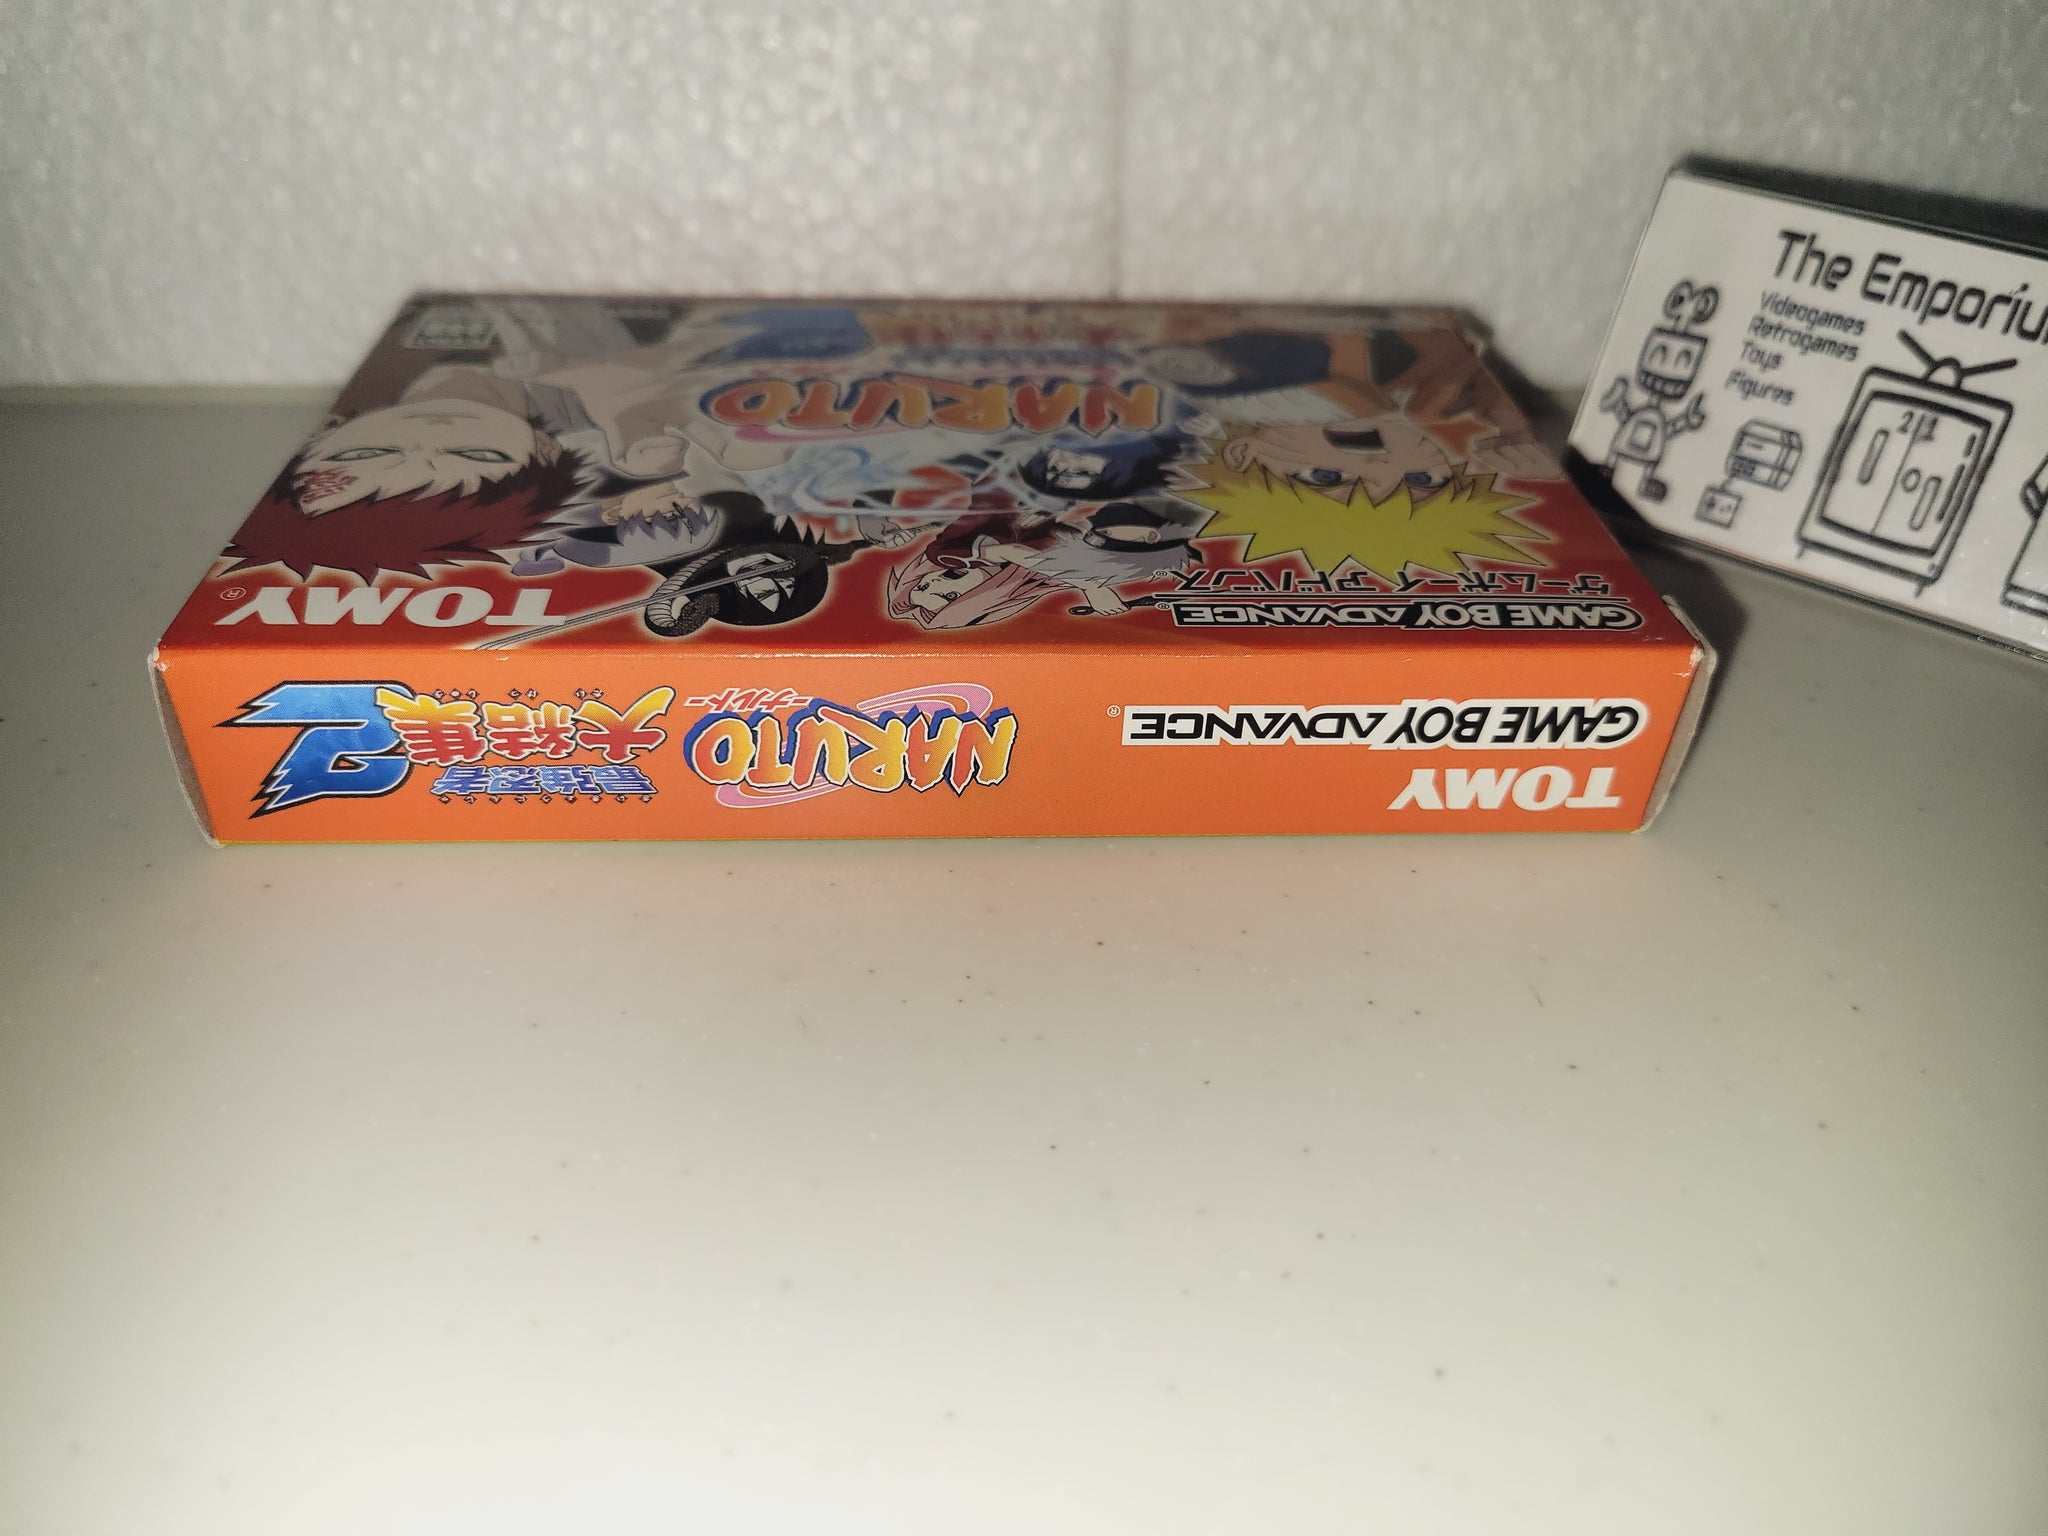 TOMY®
GAME BOY ADVANCE®
ゲームボーイアドバンス®
NARUTO
TOMY
GAME BOY ADVANCE®
NARUTO
-ナルト-
最強忍者
大結集
2
The Emporiu
Videogames
Retrogames
Toys
Figures